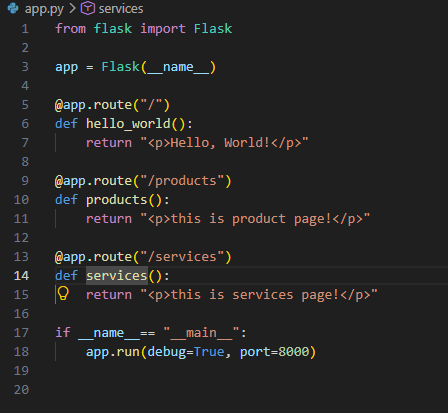 app.py > services
1 from flask import Flask
2
3 app = Flask(__name__)
4
5 @app.route("/")
6 def hello_world():
7     return "<p>Hello, World!</p>"
8
9 @app.route("/products")
10 def products():
11     return "<p>this is product page!</p>"
12
13 @app.route("/services")
14 def services():
15     return "<p>this is services page!</p>"
16
17 if __name__== "__main__":
18     app.run(debug=True, port=8000)
19
20